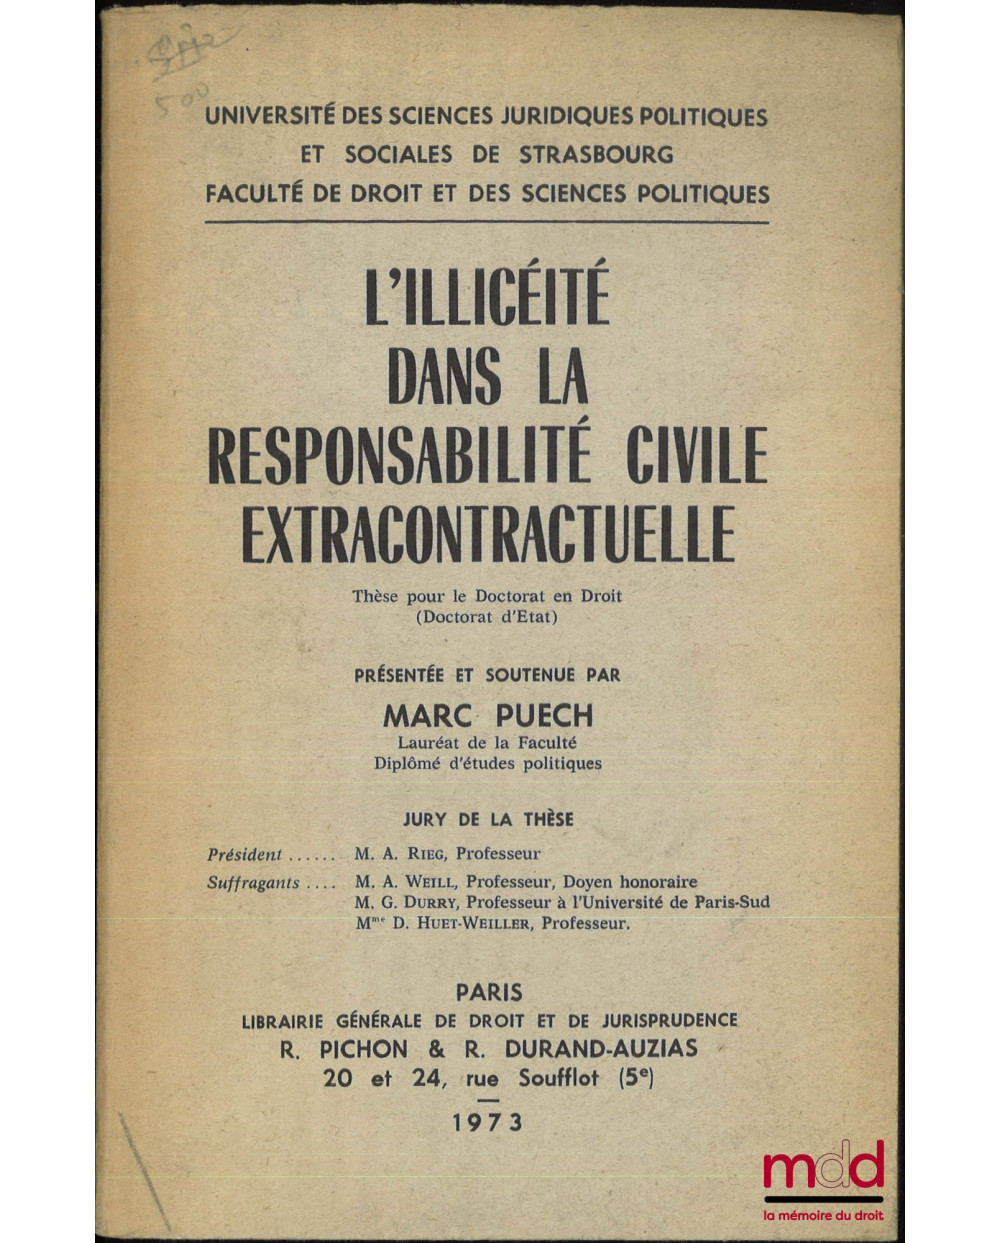 500
UNIVERSITÉ DES SCIENCES JURIDIQUES POLITIQUES
ET SOCIALES DE STRASBOURG
FACULTÉ DE DROIT ET DES SCIENCES POLITIQUES
L'ILLICÉITÉ
DANS LA
RESPONSABILITÉ CIVILE
EXTRACONTRACTUELLE
Thèse pour le Doctorat en Droit
(Doctorat d'Etat)
PRÉSENTÉE ET SOUTENUE PAR
MARC PUECH
Lauréat de la Faculté
Diplômé d'études politiques
JURY DE LA THÈSE
Président ...... M. A. RIEG, Professeur
Suffragants .... M. A. WEILL, Professeur, Doyen honoraire
M. G. DURRY, Professeur à l'Université de Paris-Sud
Mme D. HUET-WEILLER, Professeur.
PARIS
LIBRAIRIE GÉNÉRALE DE DROIT ET DE JURISPRUDENCE
R. PICHON & R. DURAND-AUZIAS
20 et 24, rue Soufflot (5e)
1973
mdd
la mémoire du droit